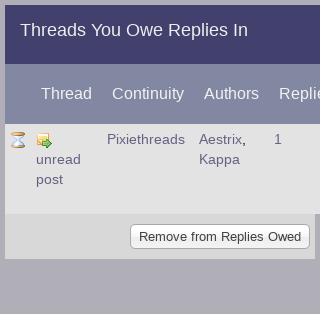 Threads You Owe Replies In
Thread Continuity Authors Replie
unread post Pixiethreads Aestrix, Kappa 1
Remove from Replies Owed